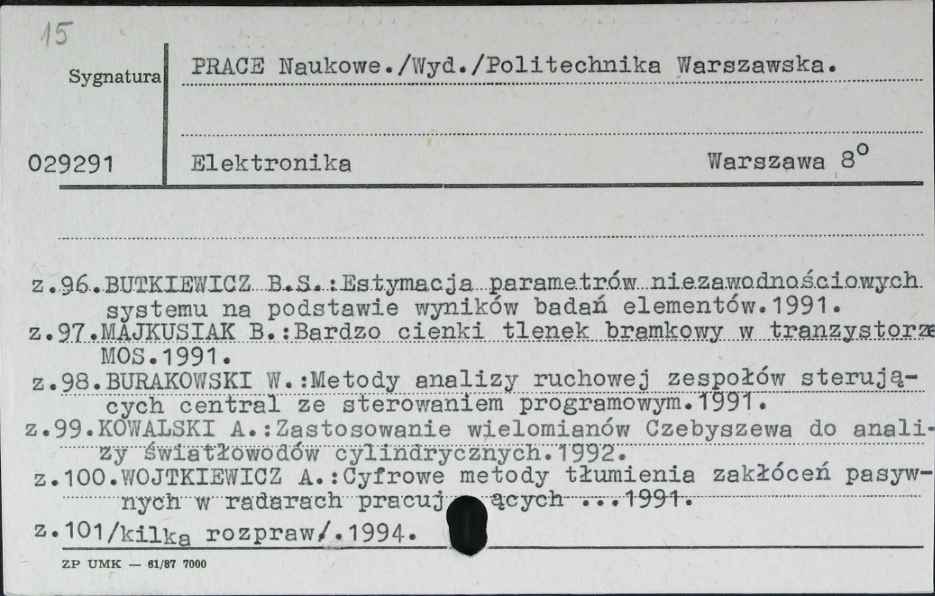 15
Sygnatura
PRACE Naukowe./Wyd./Politechnika Warszawska.
029291
Elektronika Warszawa 8°
z.96.BUTKIEWICZ B.S.:Estymacja parametrów niezawodnościowych
systemu na podstawie wyników badań elementów.1991.
z.97.MAJKUSIAK B.:Bardzo cienki tlenek bramkowy w tranzystorze
MOS.1991.
z.98.BURAKOWSKI W.:Metody analizy ruchowej zespołów sterują-
cych central ze sterowaniem programowym.1991.
z.99.KOWALSKI A.:Zastosowanie wielomianów Czebyszewa do anali-
zy światłowodów cylindrycznych.1992.
z.100.WOJTKIEWICZ A.:Cyfrowe metody tłumienia zakłóceń pasyw-
nych w radarach pracuj ących ...1991.
z.101/kilka rozpraw/.1994.
ZP UMK — 61/87 7000